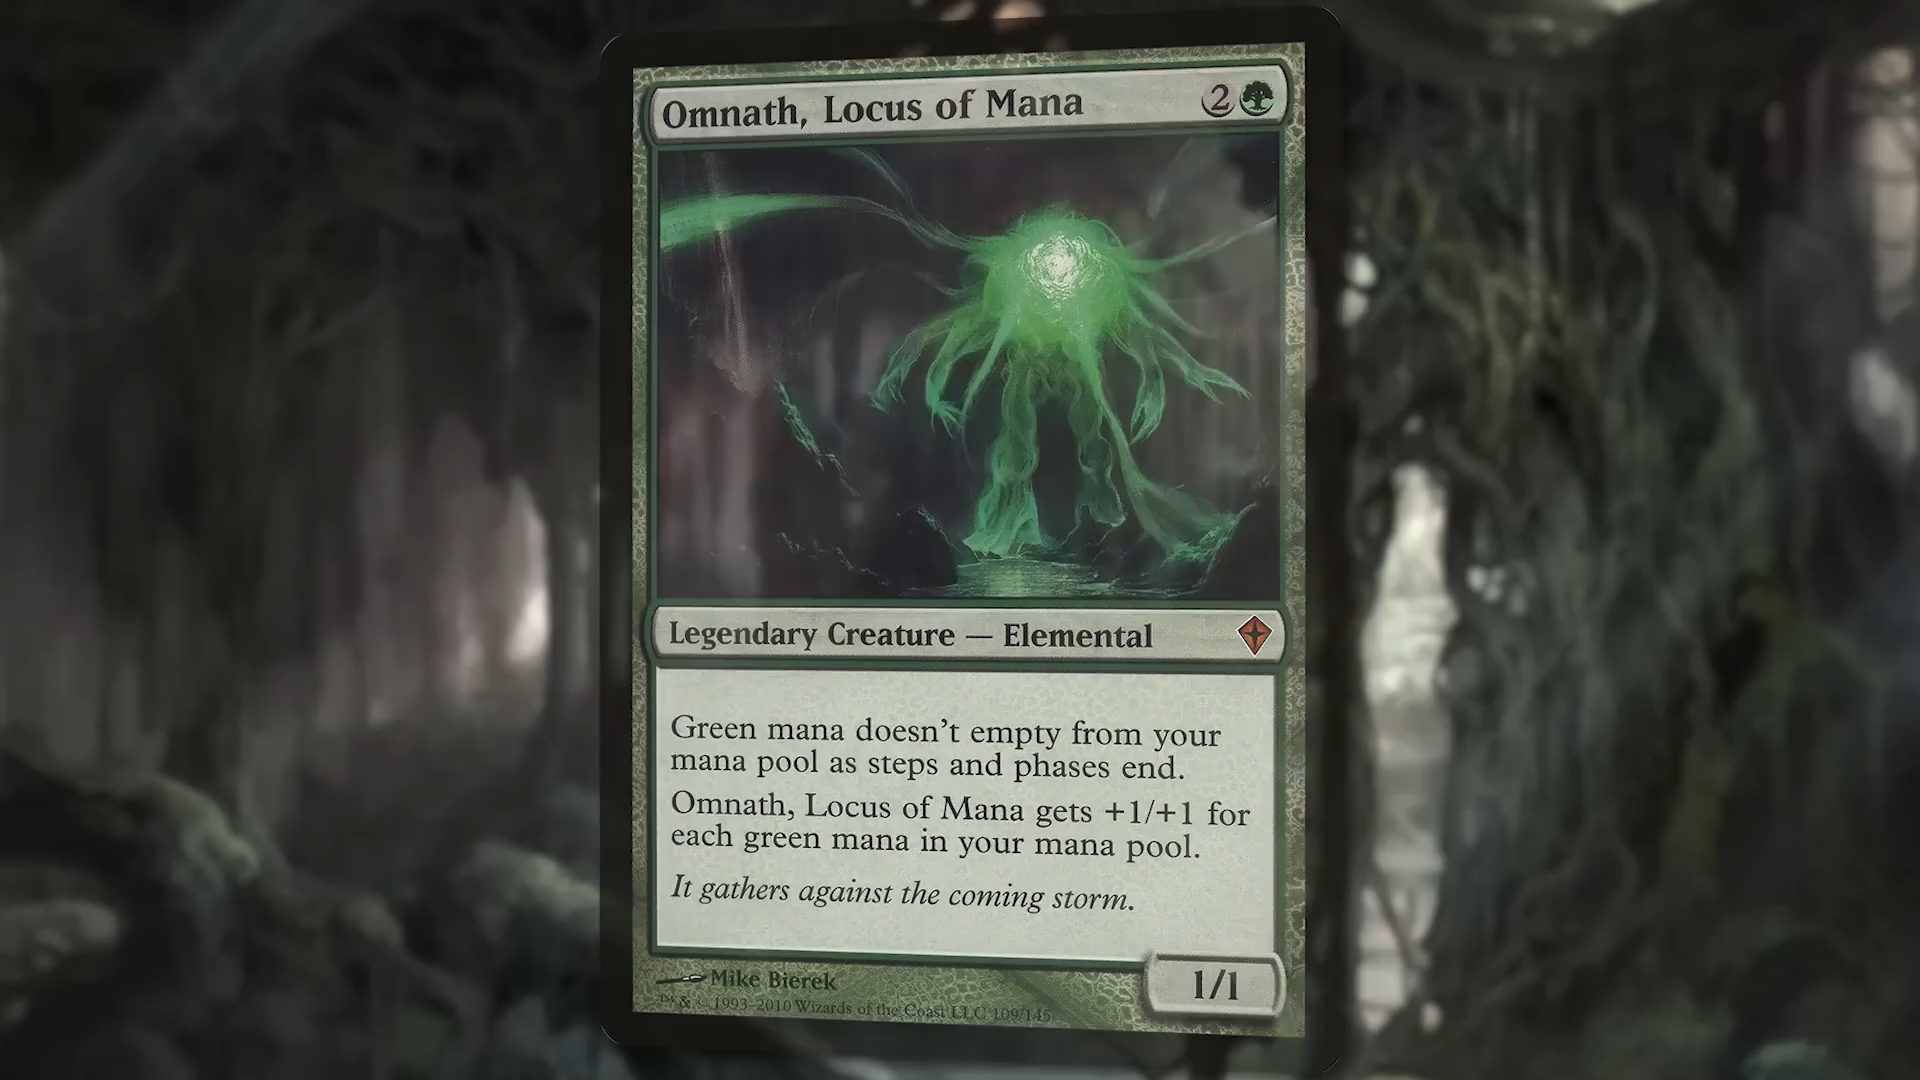 Omnath, Locus of Mana 2
Legendary Creature — Elemental
Green mana doesn't empty from your
mana pool as steps and phases end.
Omnath, Locus of Mana gets +1/+1 for
each green mana in your mana pool.
It gathers against the coming storm.
Mike Bierek
1/1
™ & © 1993–2010 Wizards of the Coast LLC 109/145